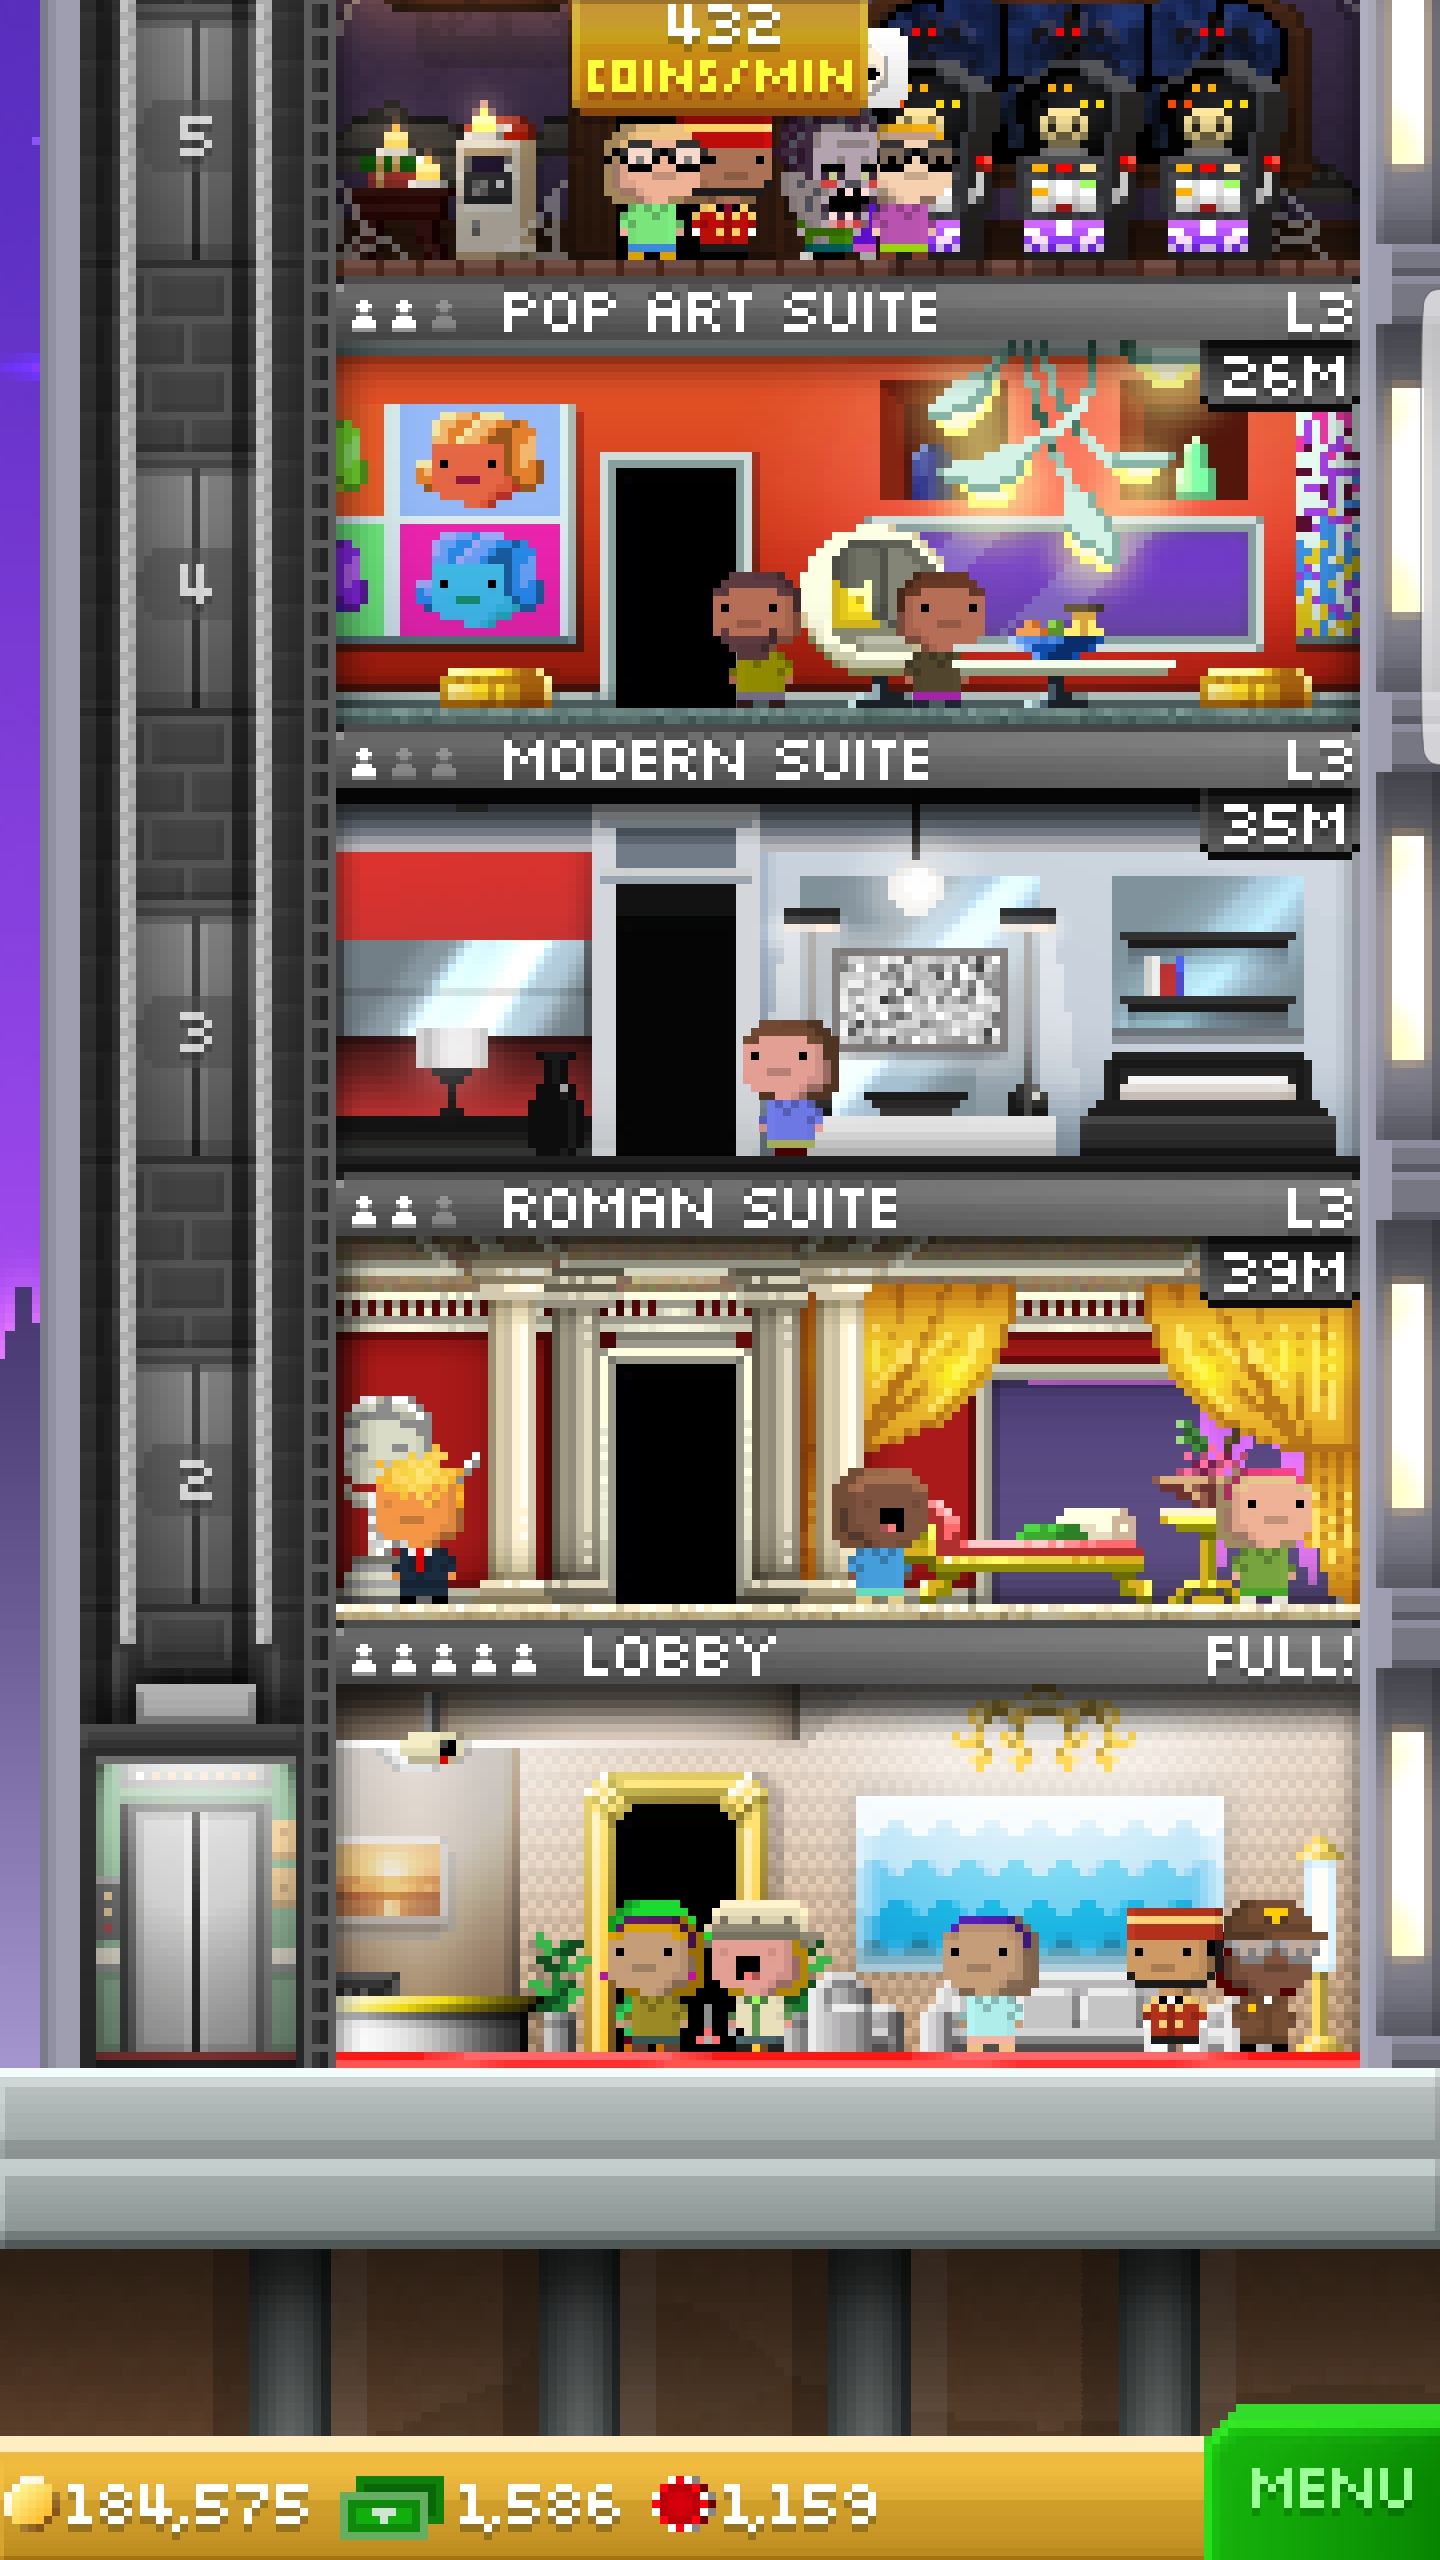 432
COINS/MIN
5
POP ART SUITE L3
26M
4
MODERN SUITE L3
35M
3
ROMAN SUITE L3
39M
2
LOBBY FULL!
184,575 1,586 1,159
MENU